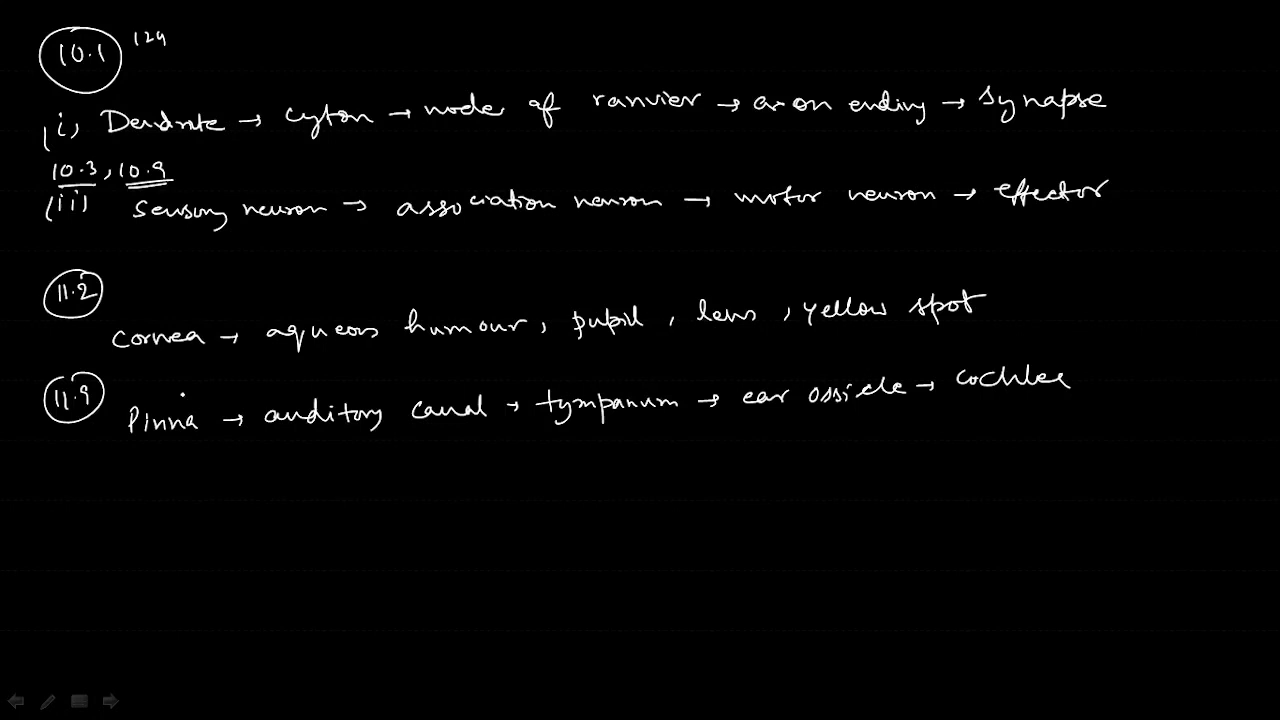 10.1 129
(i) Dendrite → cyton → node of ranvier → axon ending → synapse
10.3, 10.9
(ii) Sensory neuron → association neuron → motor neuron → effector
11.2
Cornea → aqueous humour, pupil, lens, yellow spot
11.9
Pinna → auditory canal → tympanum → ear ossicle → cochlea